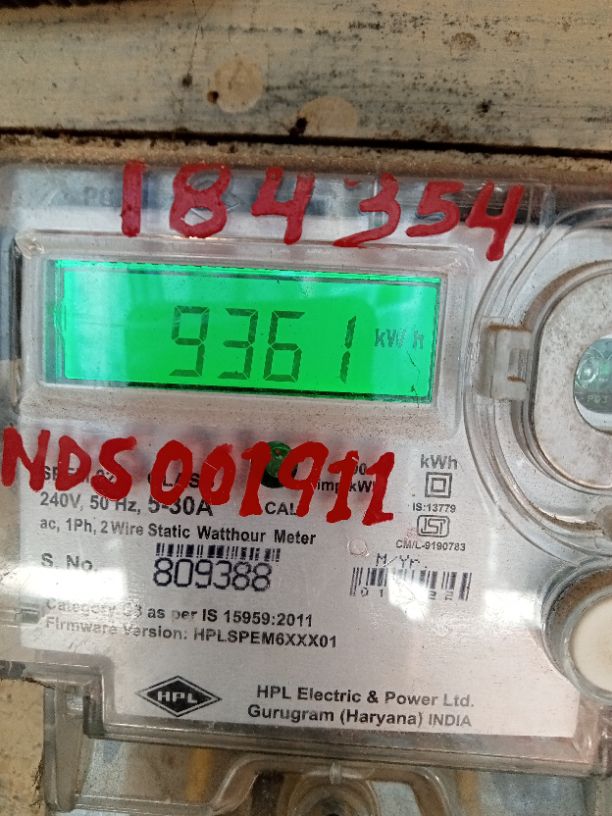 184354
9361 kWh
NDS001911
kWh
240V, 50 Hz, 5-30A
CAL
IS:13779
ac, 1Ph, 2 Wire Static Watthour Meter
CM/L-9190783
S. No.
809388
M/Yr.
Category C3 as per IS 15959:2011
Firmware Version: HPLSPEM6XXX01
HPL
HPL Electric & Power Ltd.
Gurugram (Haryana) INDIA